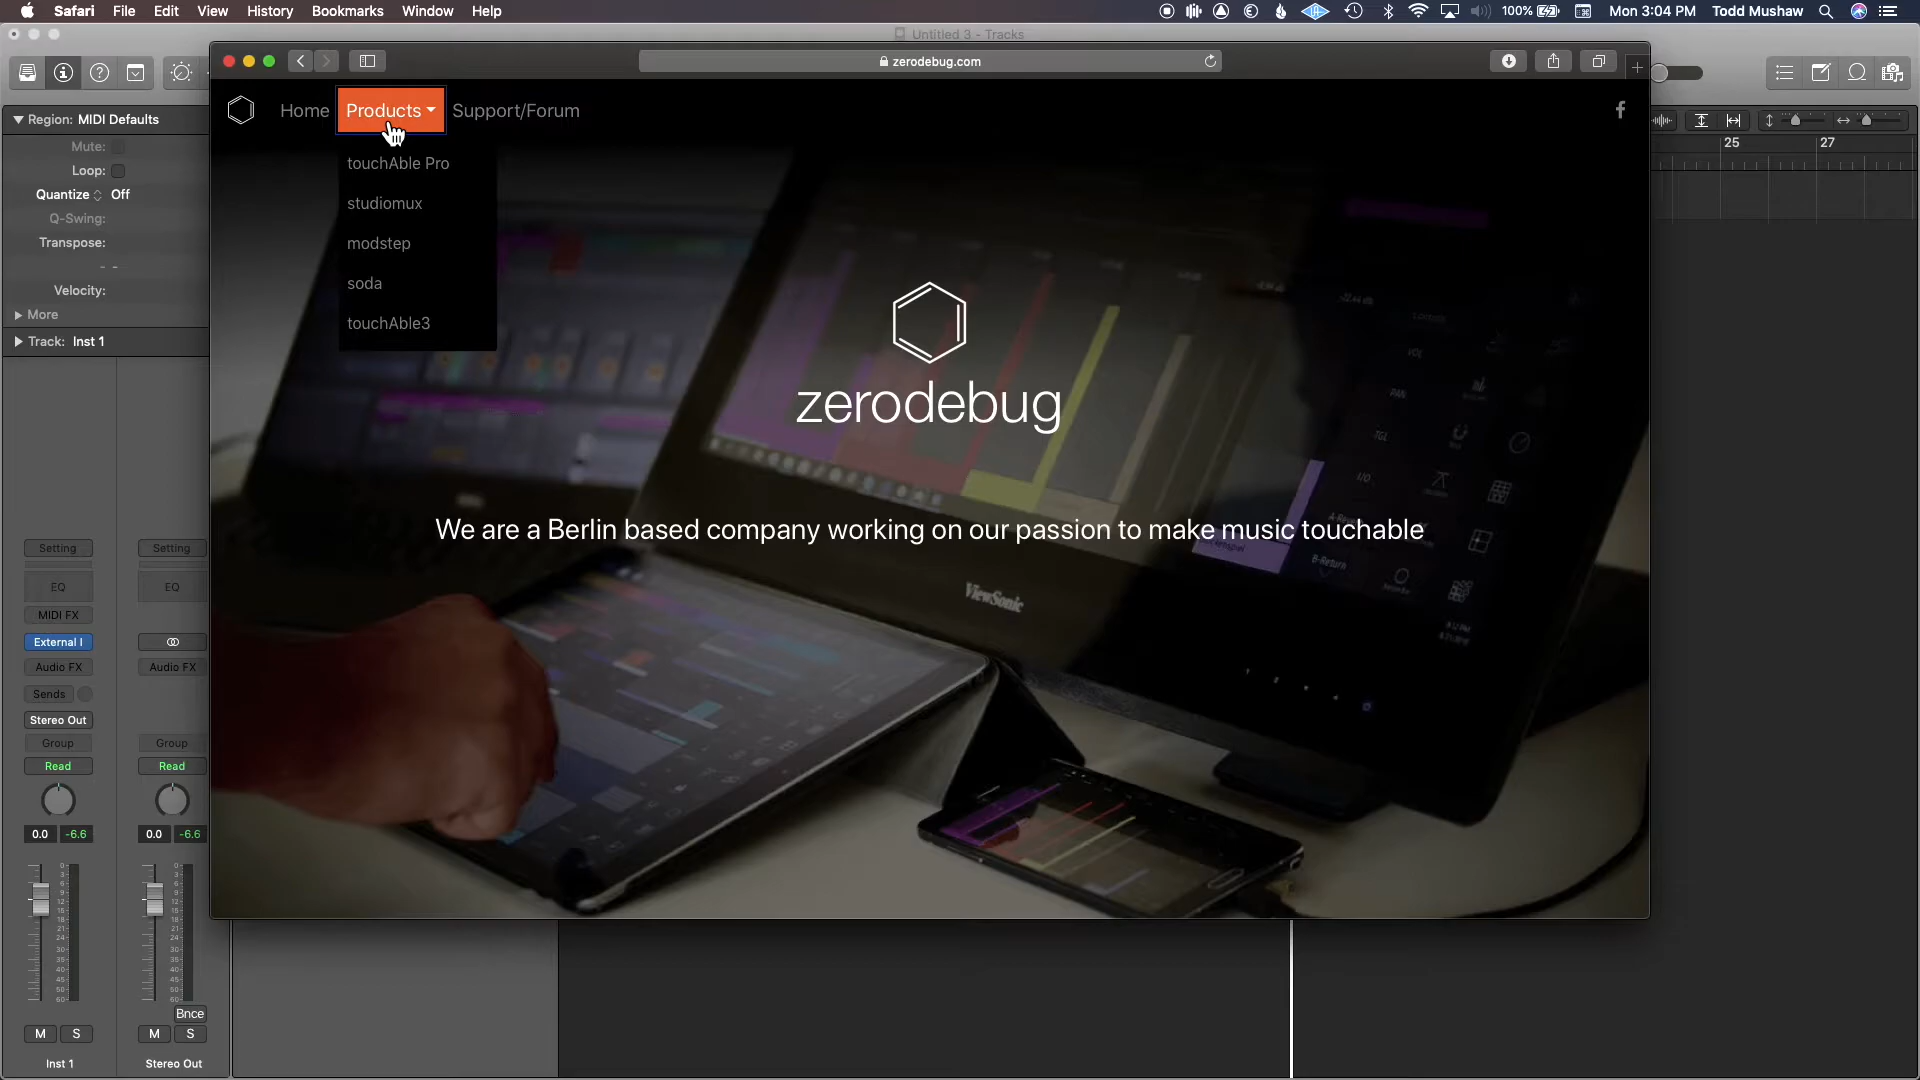 Safari File Edit View History Bookmarks Window Help
100% Mon 3:04 PM Todd Mushaw
Untitled 3 - Tracks
zerodebug.com
Home Products Support/Forum
touchAble Pro
studiomux
modstep
soda
touchAble3
zerodebug
We are a Berlin based company working on our passion to make music touchable
ViewSonic
VOL
PAN
I/O
B-Return
25 27
Region: MIDI Defaults
Mute:
Loop:
Quantize Off
Q-Swing:
Transpose:
Velocity:
More
Track: Inst 1
Setting Setting
EQ EQ
MIDI FX
External I
Audio FX Audio FX
Sends
Stereo Out
Group Group
Read Read
0.0 -6.6 0.0 -6.6
Bnce
M S M S
Inst 1 Stereo Out